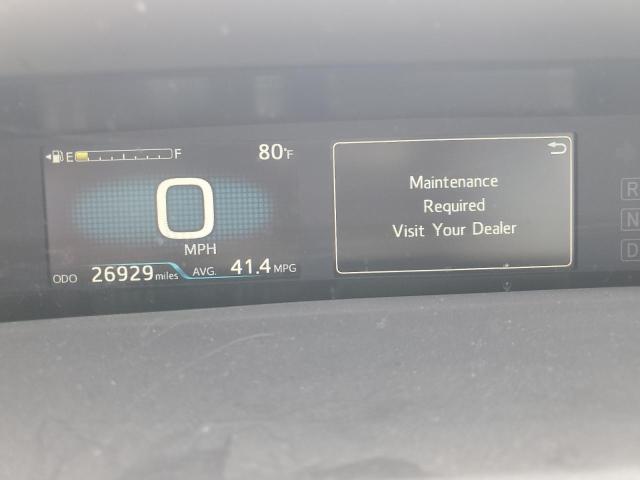 E F 80°F
0
MPH
ODO 26929 miles AVG. 41.4 MPG
Maintenance
Required
Visit Your Dealer
R
N
D